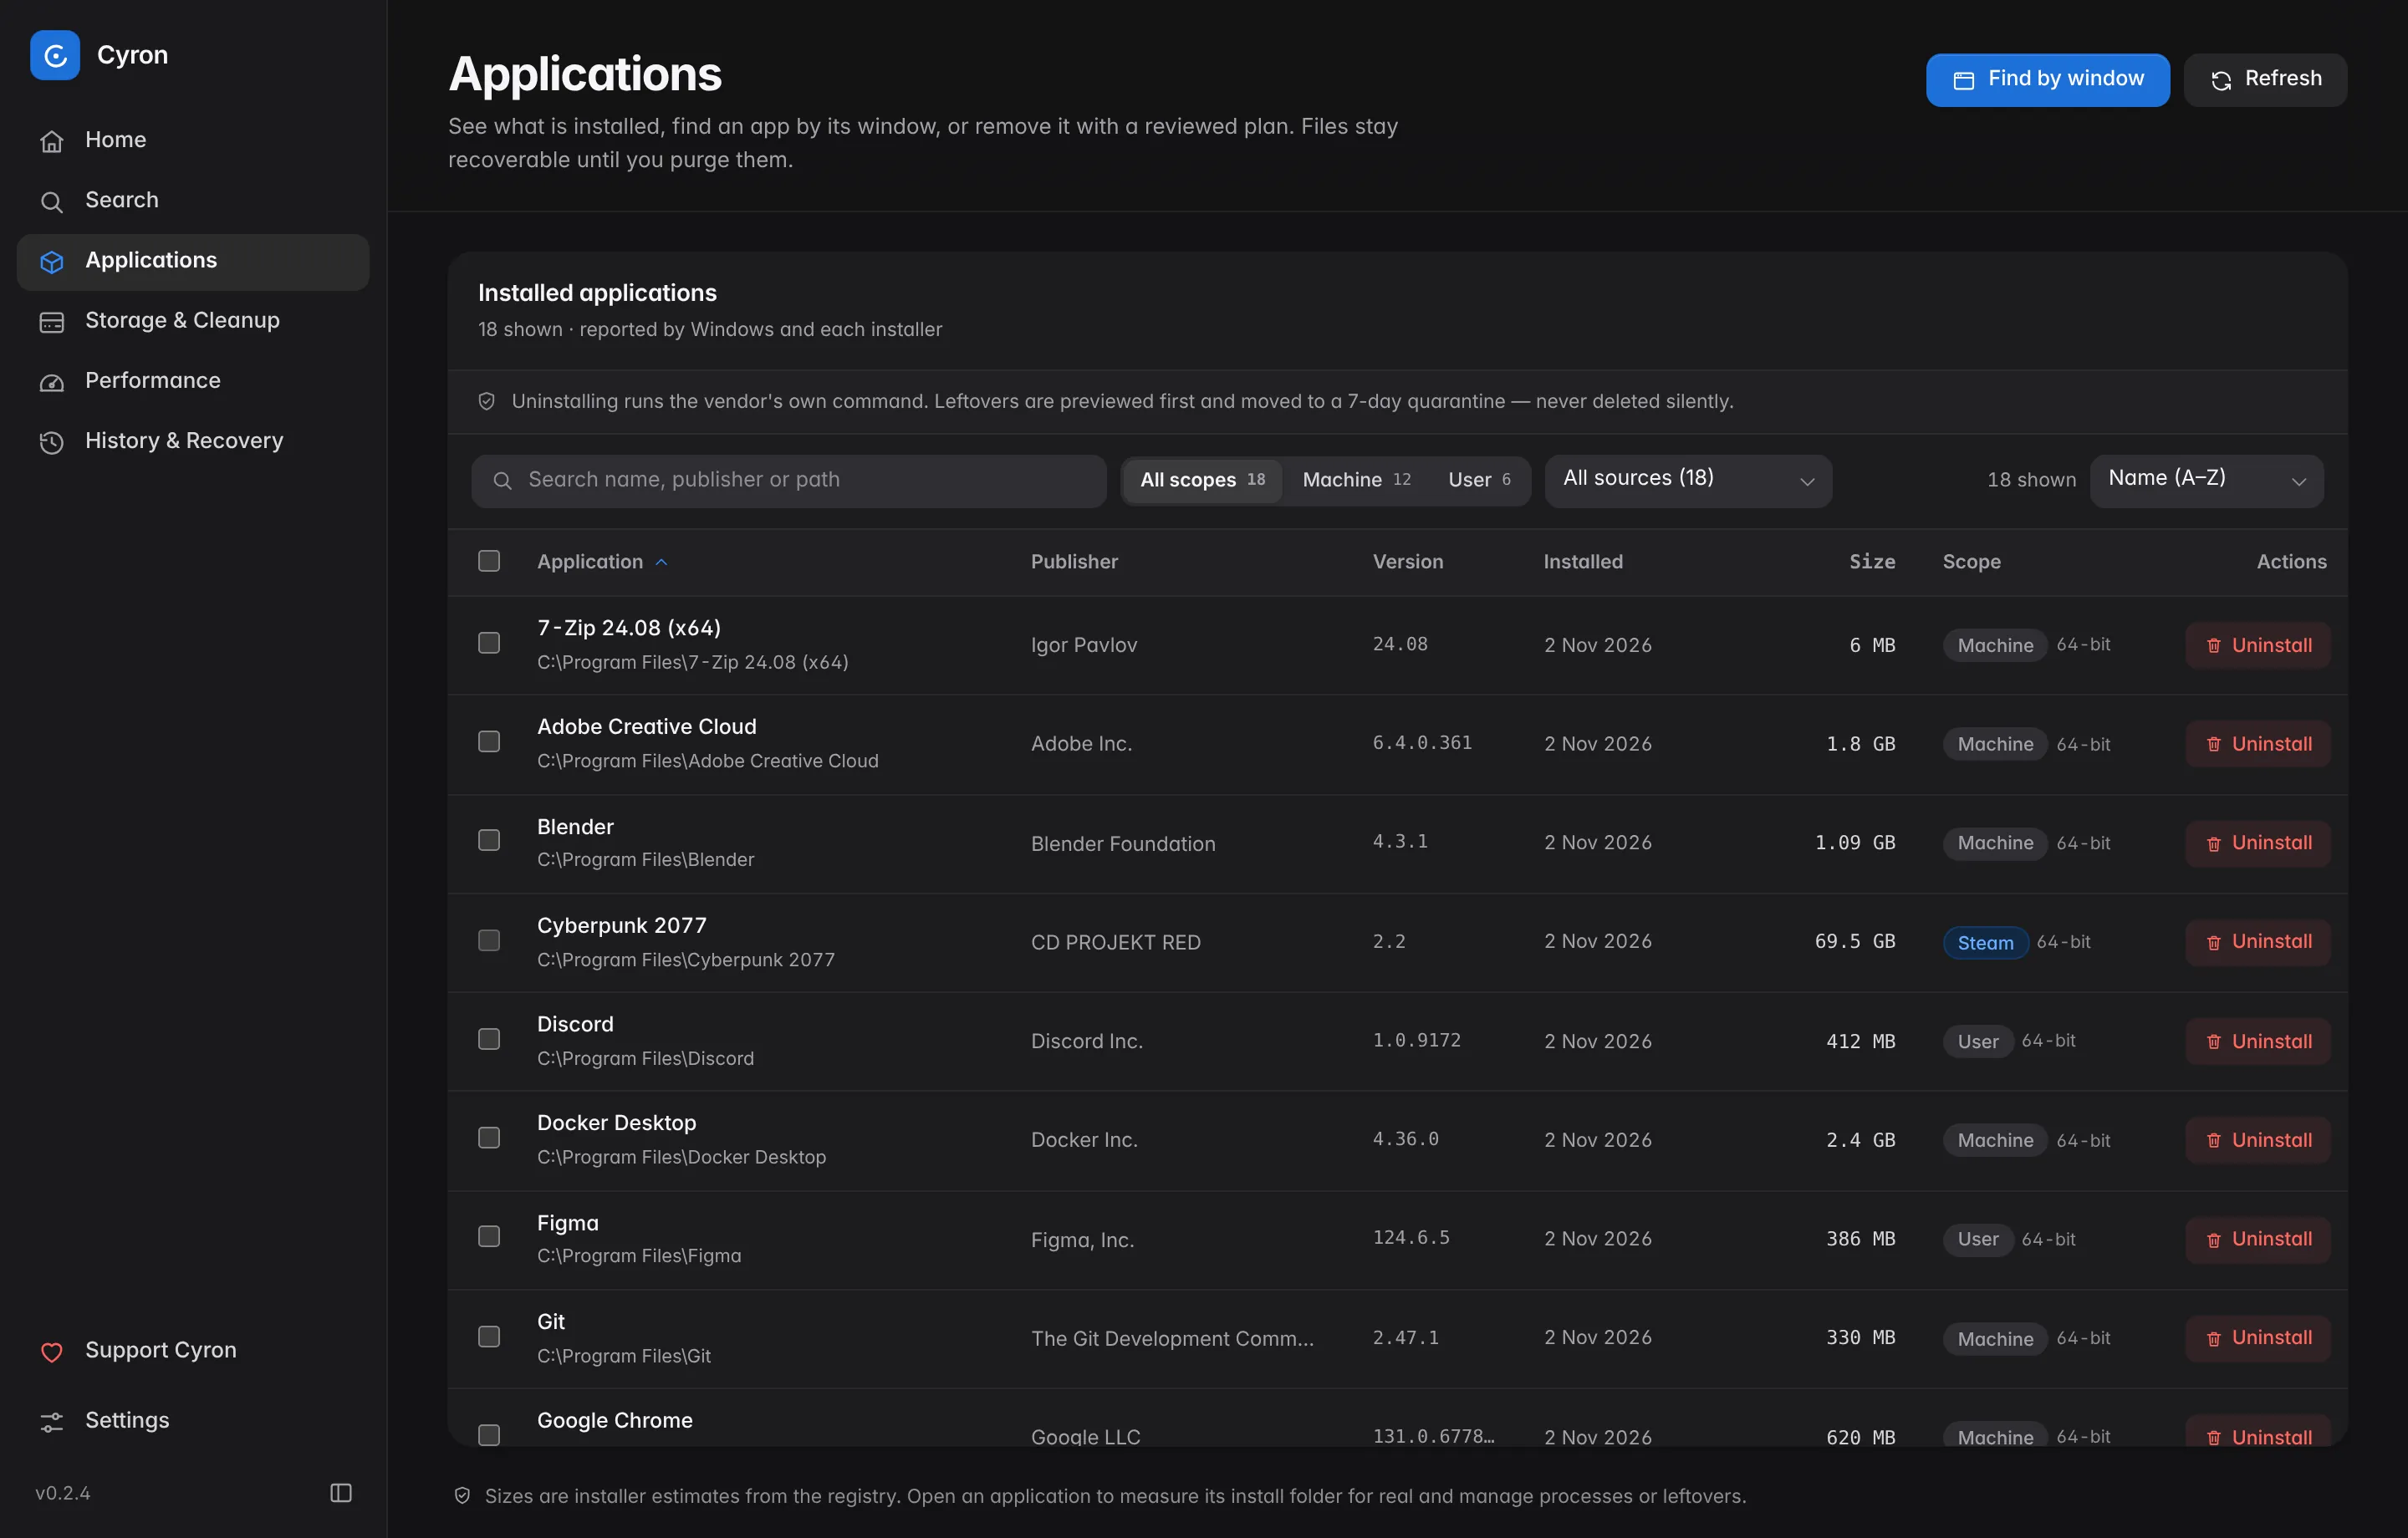 Cyron
Home
Search
Applications
Storage & Cleanup
Performance
History & Recovery
Support Cyron
Settings
v0.2.4
Applications
See what is installed, find an app by its window, or remove it with a reviewed plan. Files stay
recoverable until you purge them.
Find by window
Refresh
Installed applications
18 shown · reported by Windows and each installer
Uninstalling runs the vendor's own command. Leftovers are previewed first and moved to a 7-day quarantine — never deleted silently.
Search name, publisher or path
All scopes 18 Machine 12 User 6
All sources (18)
18 shown
Name (A–Z)
Application Publisher Version Installed Size Scope Actions
7-Zip 24.08 (x64)
C:\Program Files\7-Zip 24.08 (x64)
Igor Pavlov 24.08 2 Nov 2026 6 MB Machine 64-bit Uninstall
Adobe Creative Cloud
C:\Program Files\Adobe Creative Cloud
Adobe Inc. 6.4.0.361 2 Nov 2026 1.8 GB Machine 64-bit Uninstall
Blender
C:\Program Files\Blender
Blender Foundation 4.3.1 2 Nov 2026 1.09 GB Machine 64-bit Uninstall
Cyberpunk 2077
C:\Program Files\Cyberpunk 2077
CD PROJEKT RED 2.2 2 Nov 2026 69.5 GB Steam 64-bit Uninstall
Discord
C:\Program Files\Discord
Discord Inc. 1.0.9172 2 Nov 2026 412 MB User 64-bit Uninstall
Docker Desktop
C:\Program Files\Docker Desktop
Docker Inc. 4.36.0 2 Nov 2026 2.4 GB Machine 64-bit Uninstall
Figma
C:\Program Files\Figma
Figma, Inc. 124.6.5 2 Nov 2026 386 MB User 64-bit Uninstall
Git
C:\Program Files\Git
The Git Development Comm... 2.47.1 2 Nov 2026 330 MB Machine 64-bit Uninstall
Google Chrome
Google LLC 131.0.6778... 2 Nov 2026 620 MB Machine 64-bit Uninstall
Sizes are installer estimates from the registry. Open an application to measure its install folder for real and manage processes or leftovers.